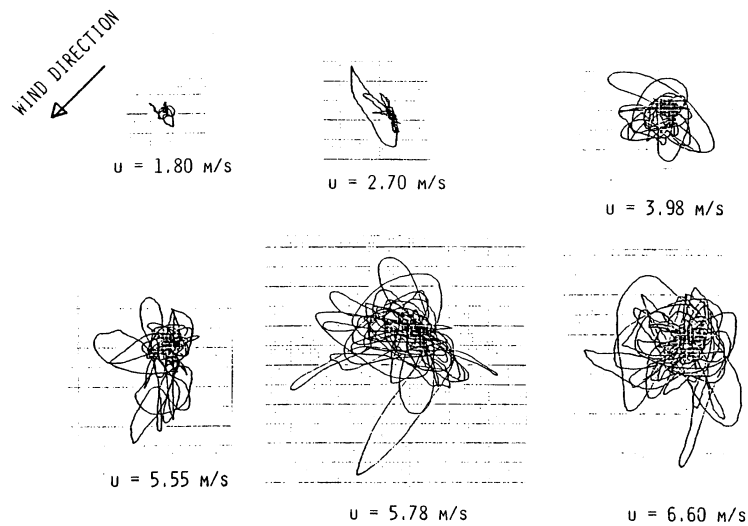 WIND DIRECTION
U = 1.80 M/S
U = 2.70 M/S
U = 3.98 M/S
U = 5.55 M/S
U = 5.78 M/S
U = 6.60 M/S